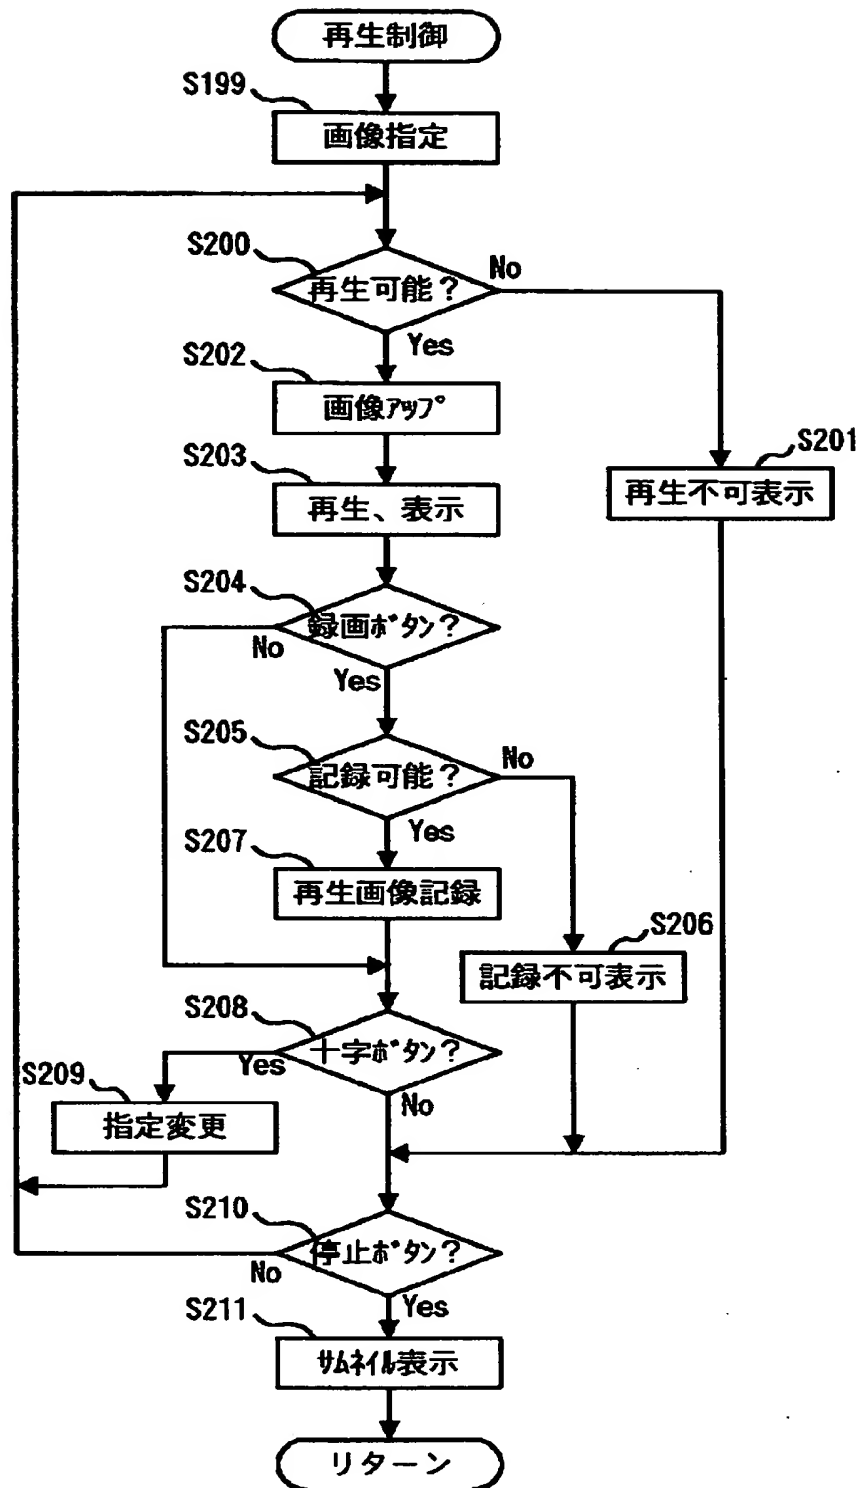 再生制御
S199
画像指定
S200
再生可能？
No
Yes
S202
画像ｱｯﾌﾟ
S201
再生不可表示
S203
再生、表示
S204
録画ﾎﾞﾀﾝ？
No
Yes
S205
記録可能？
No
Yes
S207
再生画像記録
S206
記録不可表示
S208
十字ﾎﾞﾀﾝ？
Yes
No
S209
指定変更
S210
停止ﾎﾞﾀﾝ？
No
Yes
S211
ｻﾑﾈｲﾙ表示
リターン